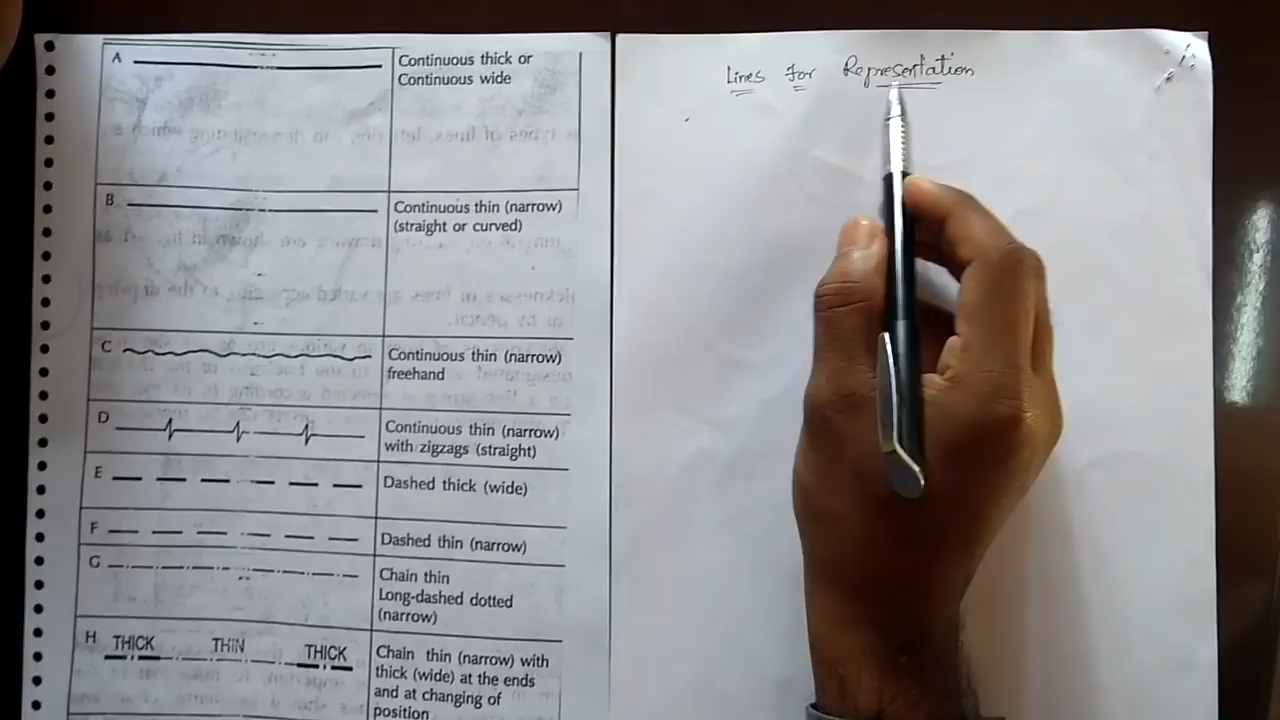 A
Continuous thick or
Continuous wide
B
Continuous thin (narrow)
(straight or curved)
C
Continuous thin (narrow)
freehand
D
Continuous thin (narrow)
with zigzags (straight)
E
Dashed thick (wide)
F
Dashed thin (narrow)
G
Chain thin
Long-dashed dotted
(narrow)
H THICK THIN THICK
Chain thin (narrow) with
thick (wide) at the ends
and at changing of
position
Lines for Representation